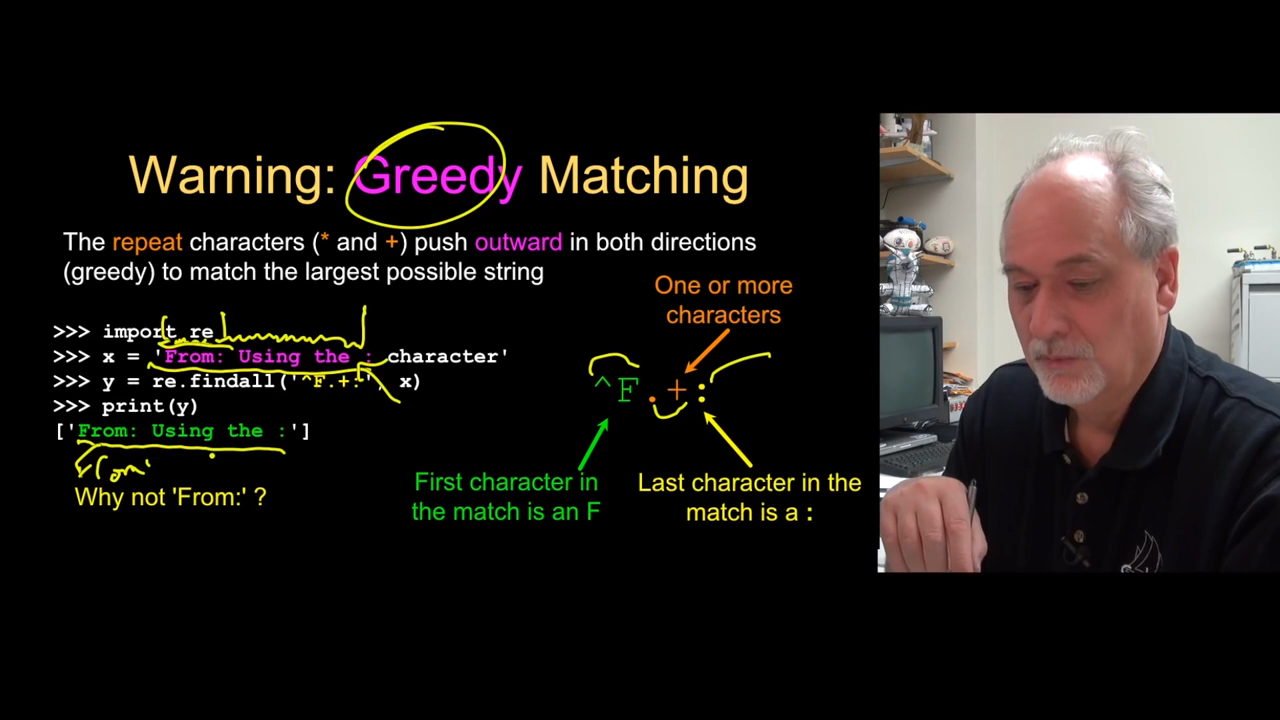 Warning: Greedy Matching
The repeat characters (* and +) push outward in both directions
(greedy) to match the largest possible string
One or more
characters
>>> import re
>>> x = 'From: Using the : character'
>>> y = re.findall('^F.+:', x)
>>> print(y)
['From: Using the :']
Why not 'From:' ?
^F.+:
First character in
the match is an F
Last character in the
match is a :